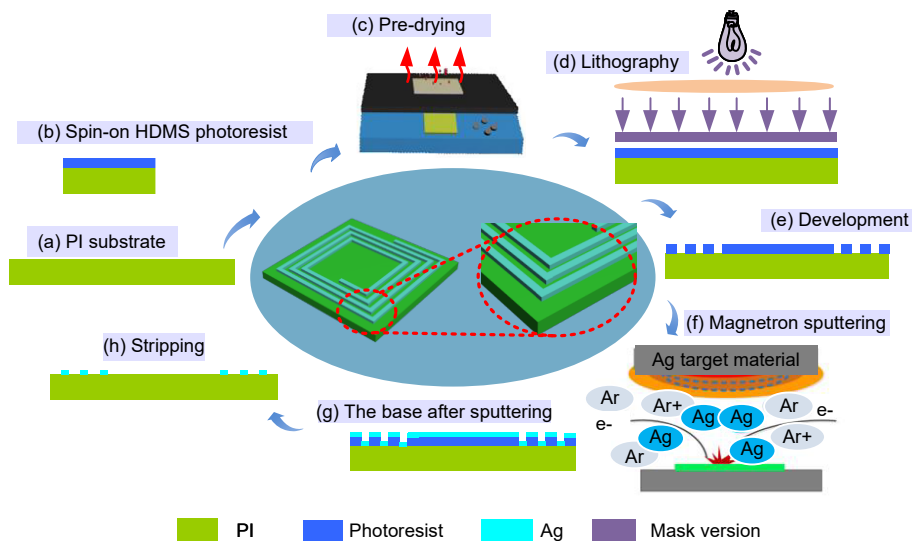 (c) Pre-drying
(d) Lithography
(b) Spin-on HDMS photoresist
(a) PI substrate
(e) Development
(f) Magnetron sputtering
Ag target material
(h) Stripping
(g) The base after sputtering
Ar
Ar+
Ag
Ag
Ar
e-
e-
Ag
Ar
Ag
Ar+
PI
Photoresist
Ag
Mask version